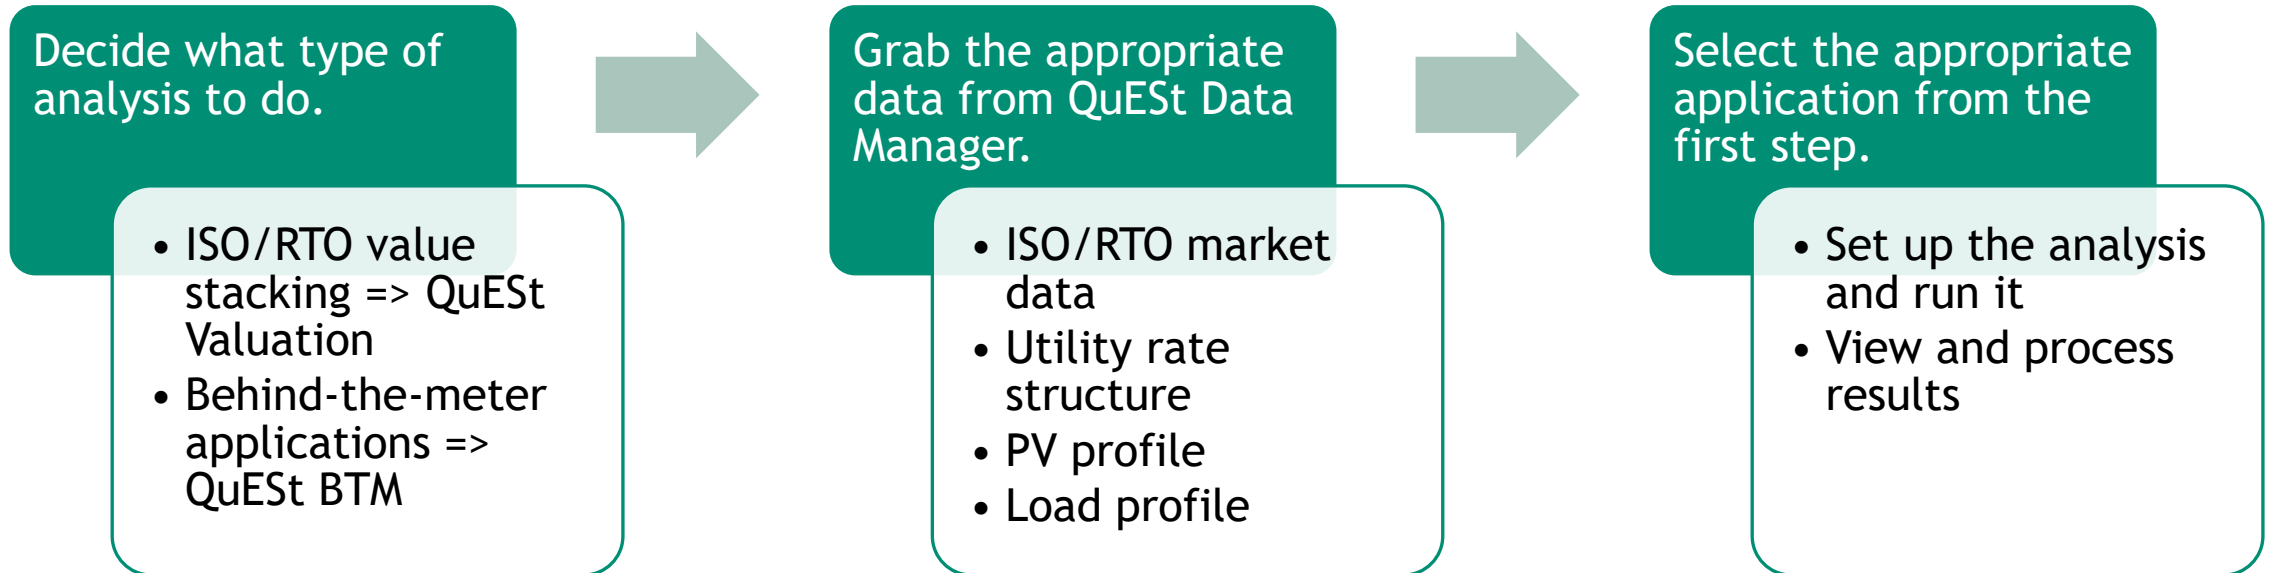 Decide what type of
analysis to do.
• ISO/RTO value
stacking => QuESt
Valuation
• Behind-the-meter
applications =>
QuESt BTM
Grab the appropriate
data from QuESt Data
Manager.
• ISO/RTO market
data
• Utility rate
structure
• PV profile
• Load profile
Select the appropriate
application from the
first step.
• Set up the analysis
and run it
• View and process
results